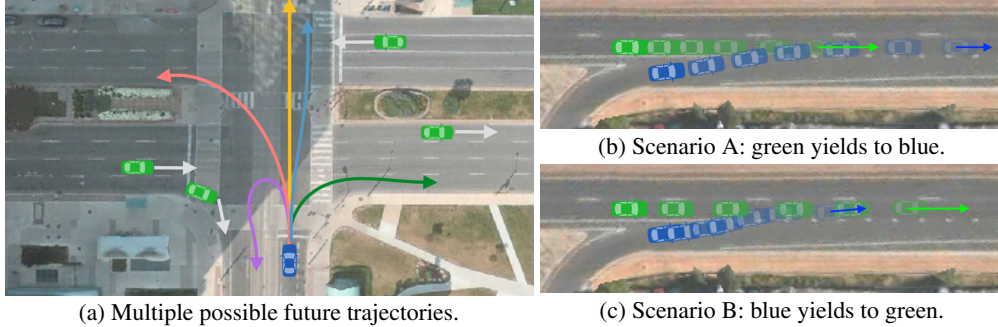 (a) Multiple possible future trajectories.
(b) Scenario A: green yields to blue.
(c) Scenario B: blue yields to green.